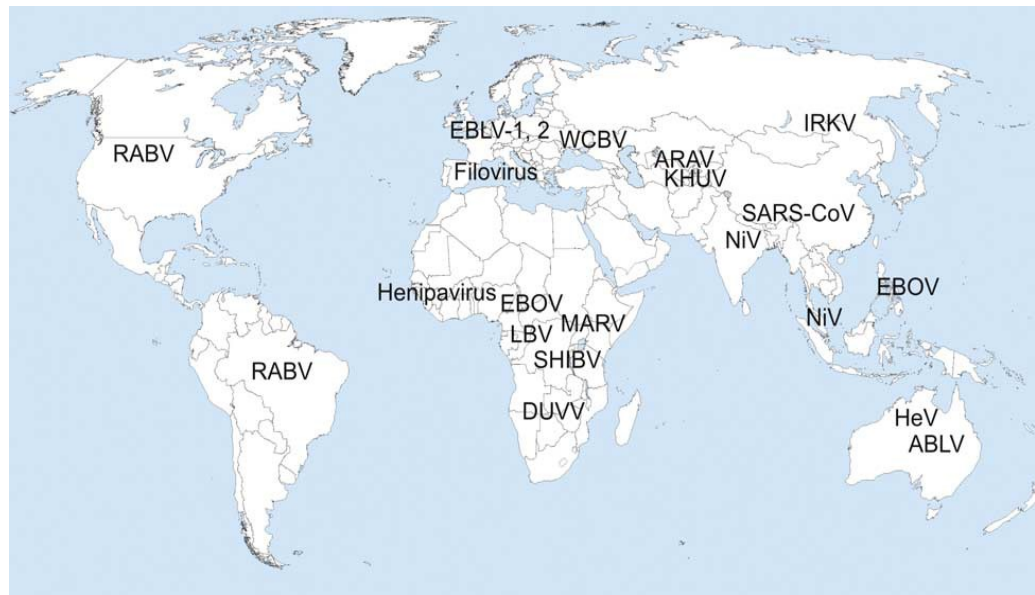 IRKV
EBLV-1, 2
WCBV
RABV
ARAV
Filovirus
KHUV
SARS-CoV
NiV
Henipavirus
EBOV
EBOV
NiV
MARV
LBV
SHIBV
RABV
DUVV
HeV
ABLV